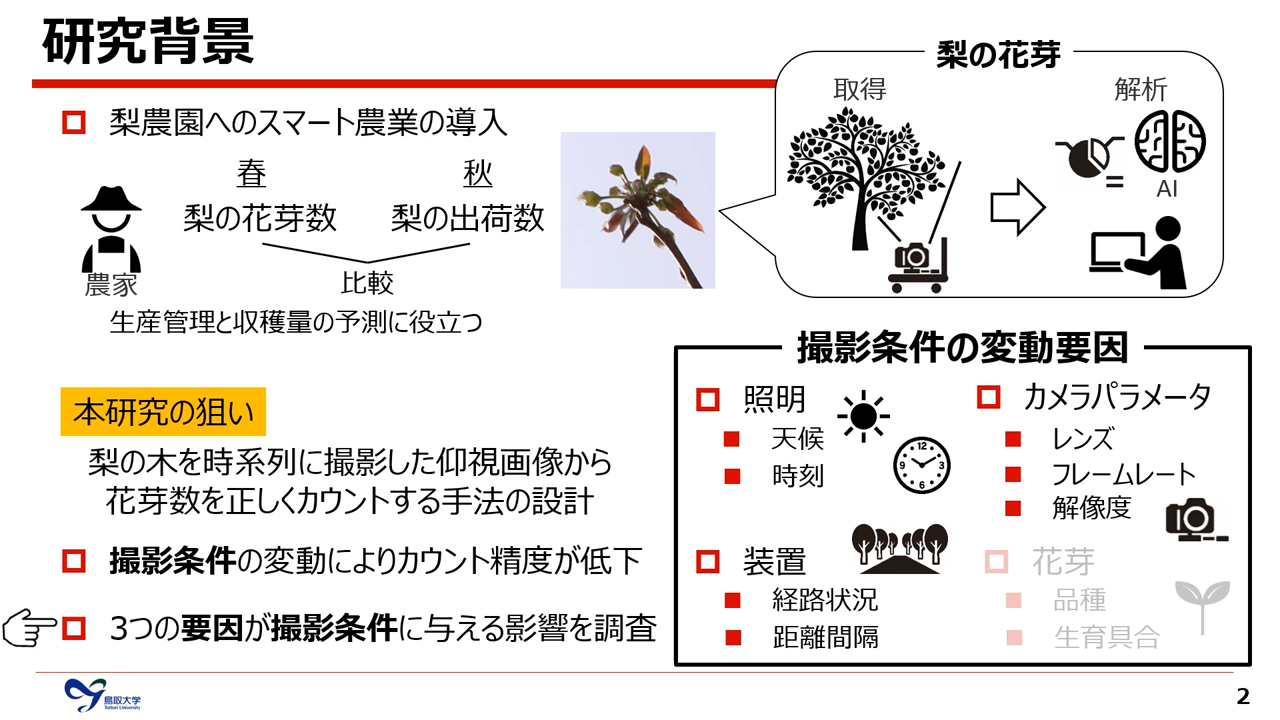 研究背景
梨農園へのスマート農業の導入
春
秋
梨の花芽数
梨の出荷数
農家
比較
生産管理と収穫量の予測に役立つ
梨の花芽
取得
解析
AI
本研究の狙い
梨の木を時系列に撮影した仰視画像から
花芽数を正しくカウントする手法の設計
撮影条件の変動によりカウント精度が低下
3つの要因が撮影条件に与える影響を調査
撮影条件の変動要因
照明
天候
時刻
12
3
6
9
カメラパラメータ
レンズ
フレームレート
解像度
装置
経路状況
距離間隔
花芽
品種
生育具合
鳥取大学
Tottori University
2